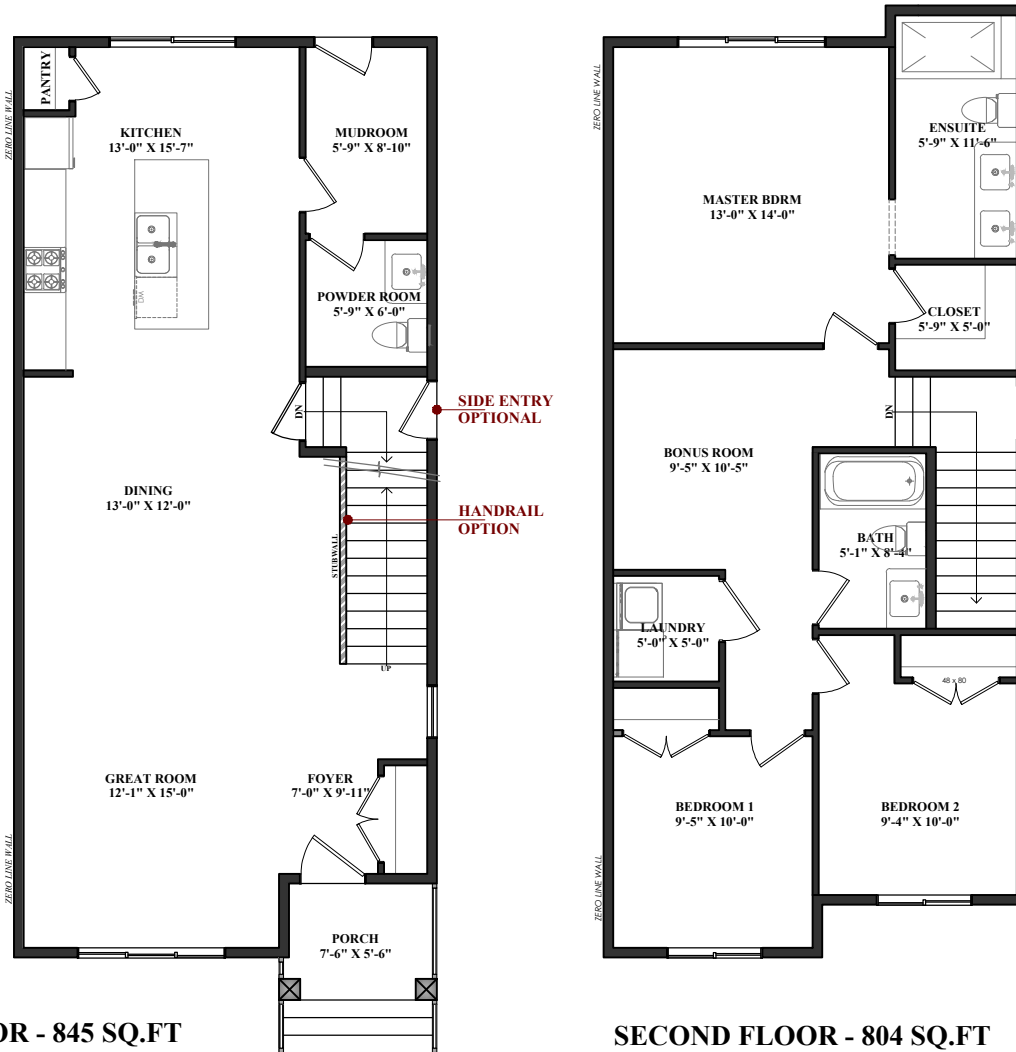 PANTRY
ZERO LINE WALL
KITCHEN
13'-0" X 15'-7"
MUDROOM
5'-9" X 8'-10"
DW
POWDER ROOM
5'-9" X 6'-0"
DN
SIDE ENTRY
OPTIONAL
DINING
13'-0" X 12'-0"
HANDRAIL
OPTION
STUBWALL
UP
GREAT ROOM
12'-1" X 15'-0"
FOYER
7'-0" X 9'-11"
ZERO LINE WALL
PORCH
7'-6" X 5'-6"
OR - 845 SQ.FT
ZERO LINE WALL
ENSUITE
5'-9" X 11'-6"
MASTER BDRM
13'-0" X 14'-0"
CLOSET
5'-9" X 5'-0"
DN
BONUS ROOM
9'-5" X 10'-5"
BATH
5'-1" X 8'-4"
LAUNDRY
5'-0" X 5'-0"
48 x 80
BEDROOM 1
9'-5" X 10'-0"
BEDROOM 2
9'-4" X 10'-0"
ZERO LINE WALL
SECOND FLOOR - 804 SQ.FT